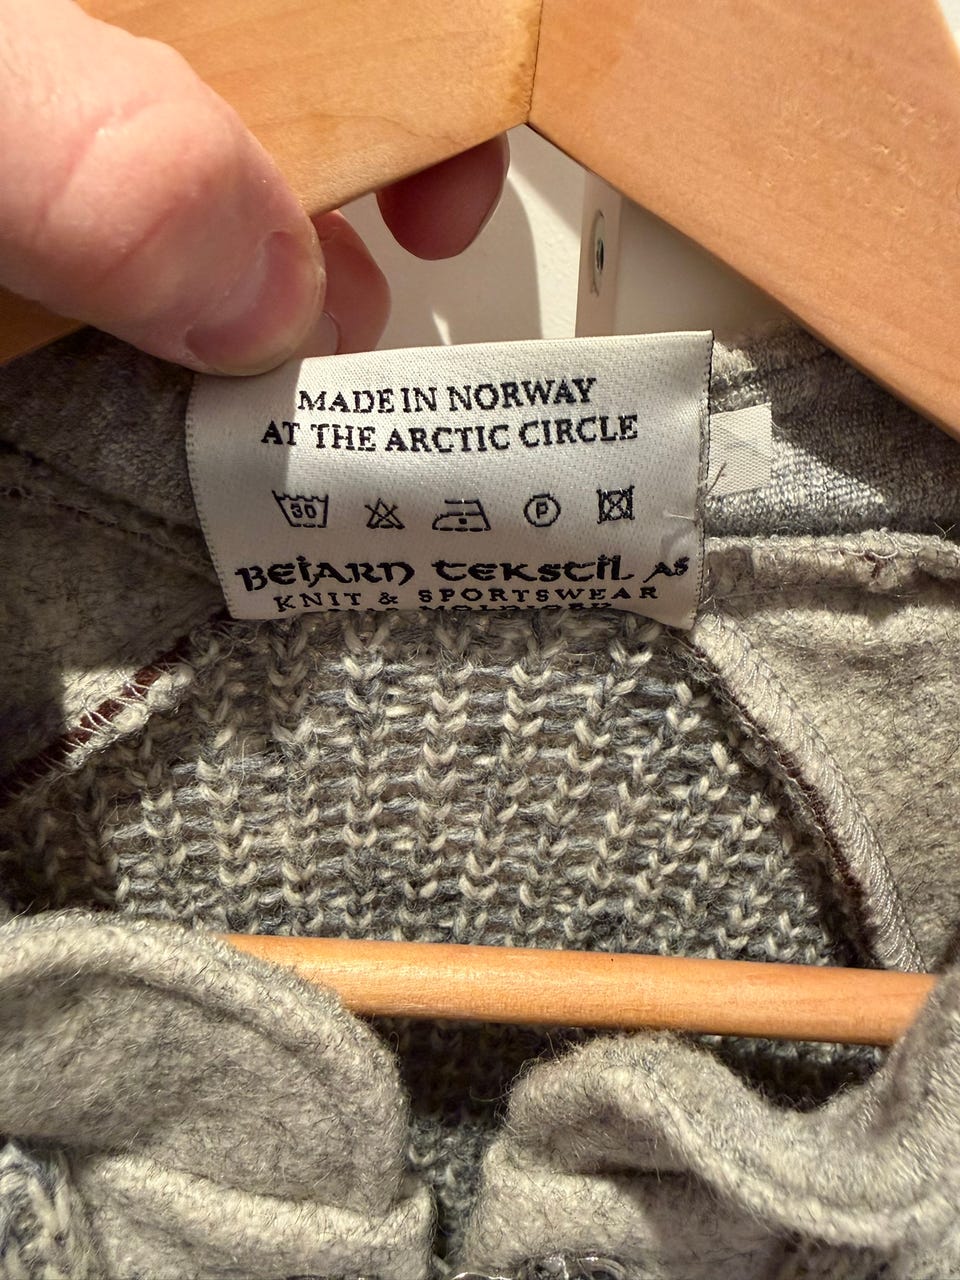 MADE IN NORWAY
AT THE ARCTIC CIRCLE
30 P
BEIARN TEKSTIL AS
KNIT & SPORTSWEAR